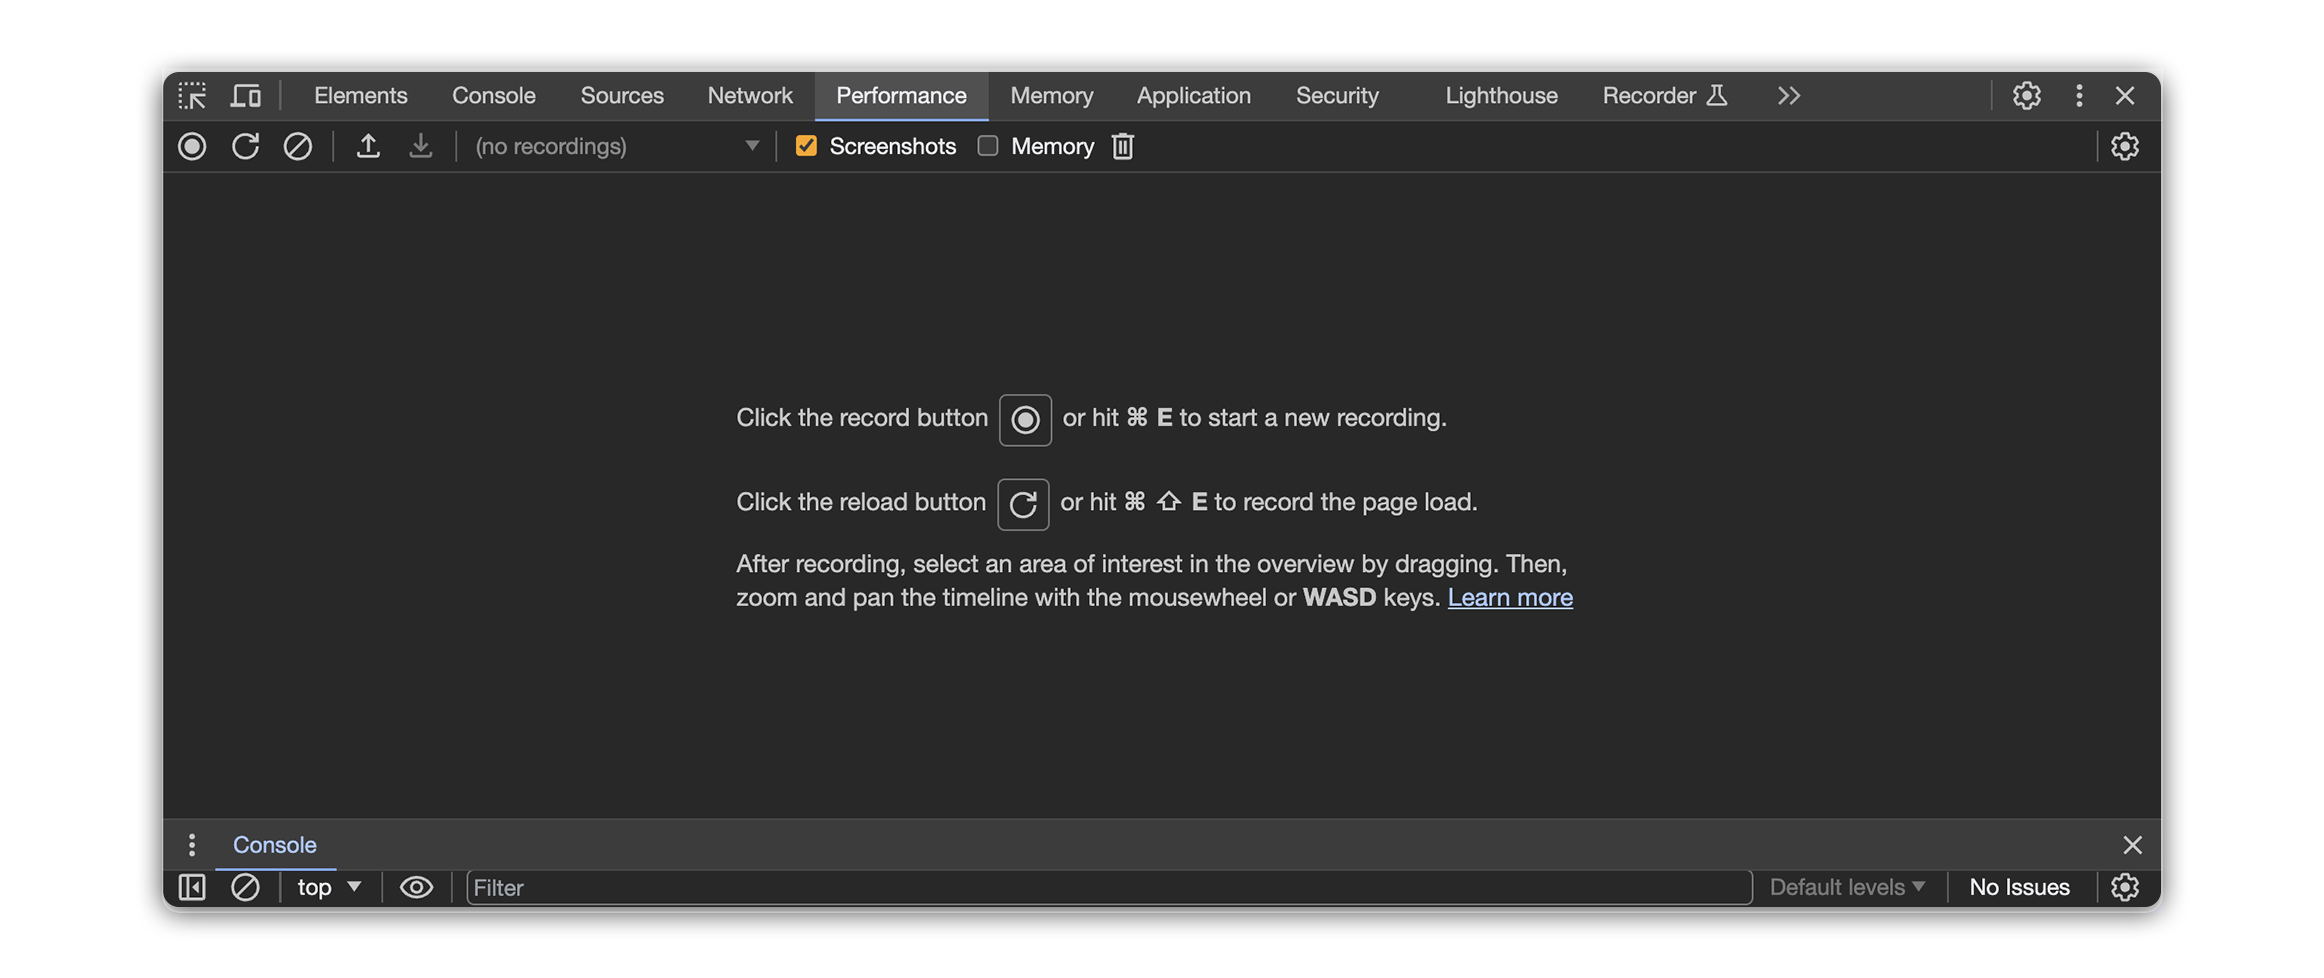 Elements Console Sources Network Performance Memory Application Security Lighthouse Recorder
(no recordings) Screenshots Memory
Click the record button or hit ⌘ E to start a new recording.
Click the reload button or hit ⌘ ⇧ E to record the page load.
After recording, select an area of interest in the overview by dragging. Then,
zoom and pan the timeline with the mousewheel or WASD keys. Learn more
Console
top Filter Default levels No Issues